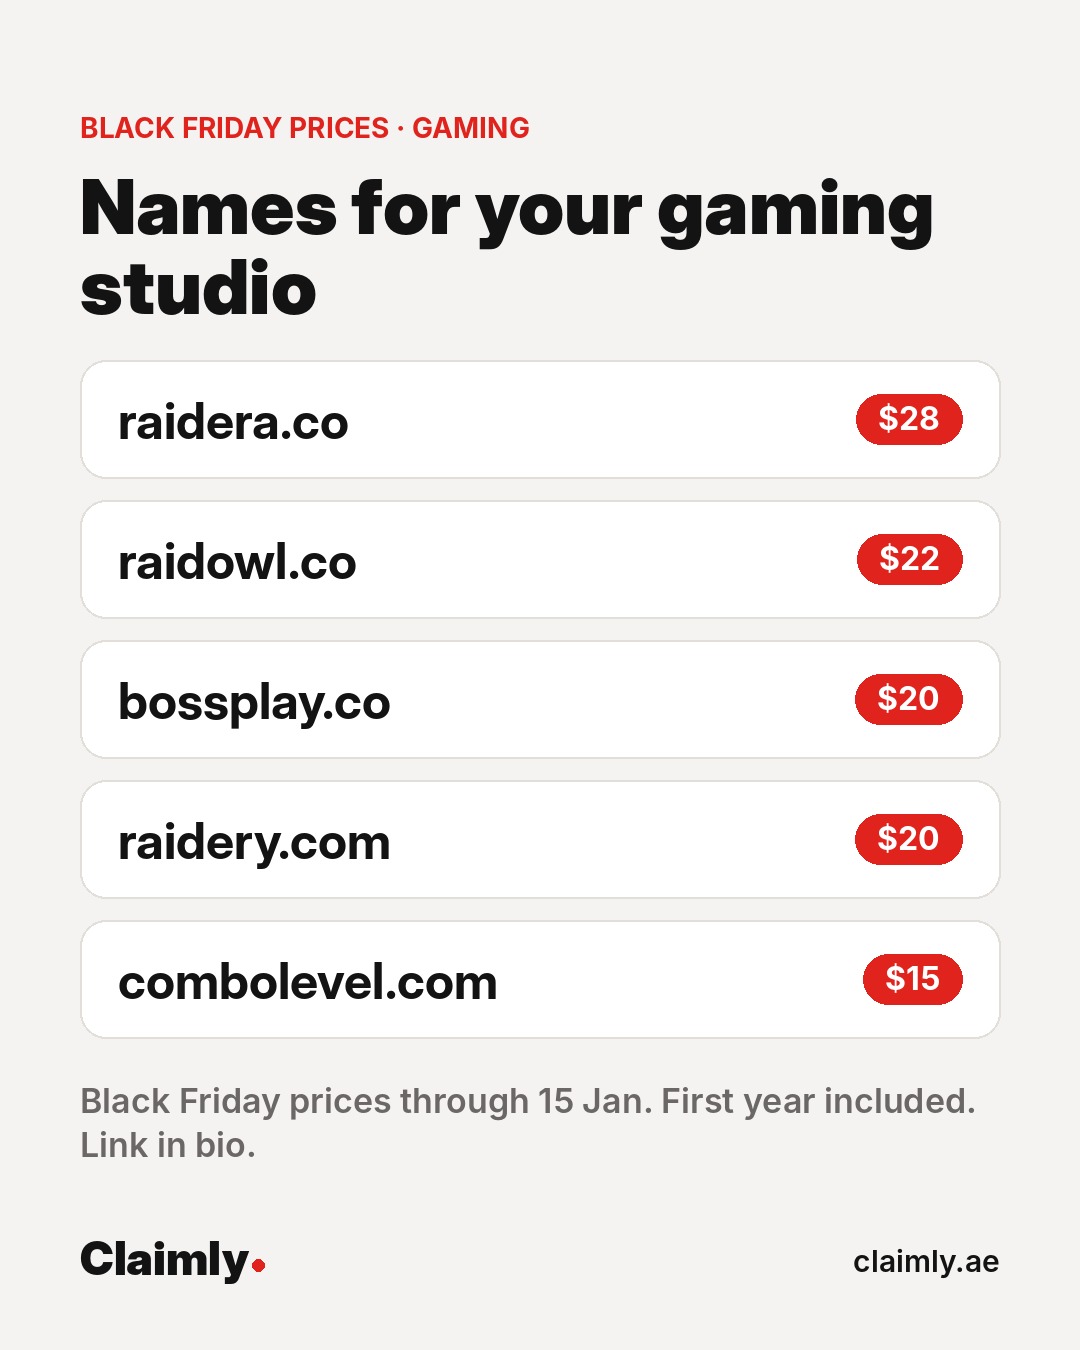 BLACK FRIDAY PRICES · GAMING
Names for your gaming
studio
raidera.co
$28
raidowl.co
$22
bossplay.co
$20
raidery.com
$20
combolevel.com
$15
Black Friday prices through 15 Jan. First year included.
Link in bio.
Claimly.
claimly.ae